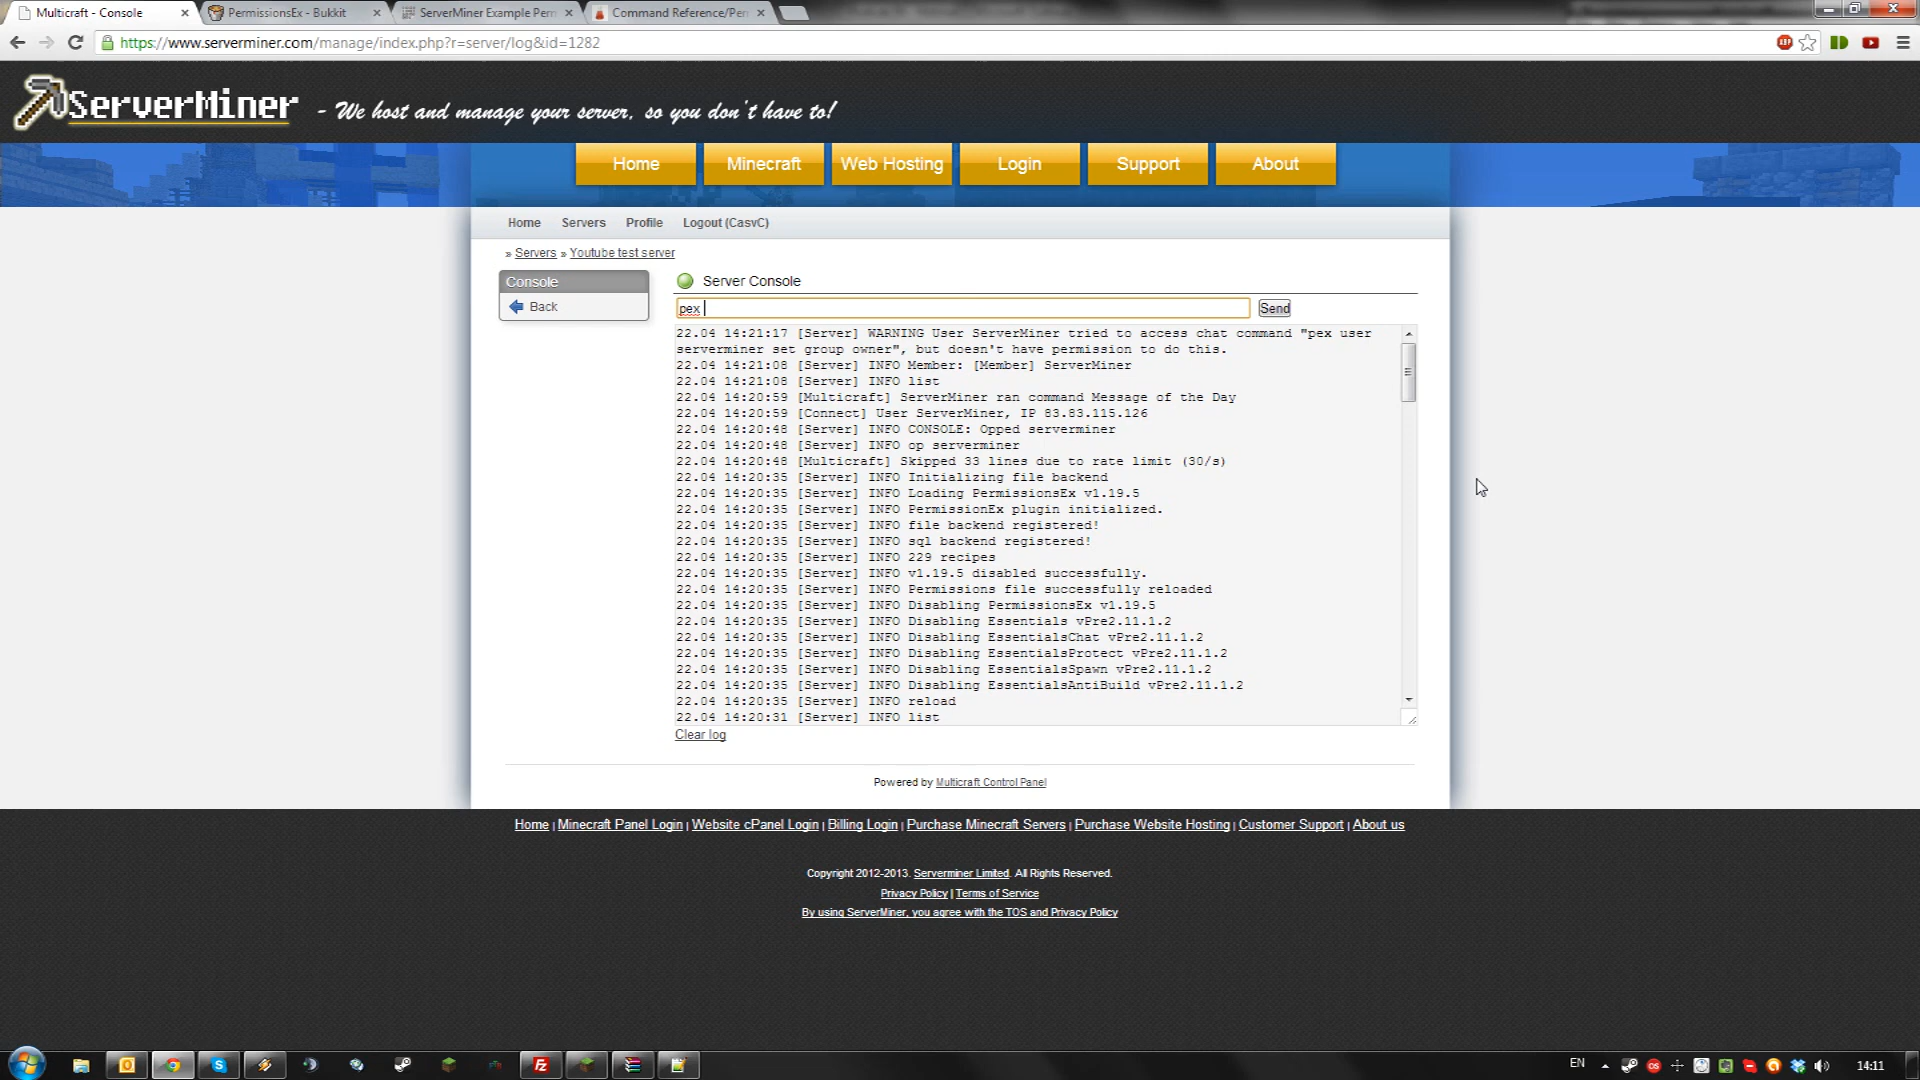 Multicraft - Console
PermissionsEx - Bukkit
ServerMiner Example Perm
Command Reference/Per
https://www.serverminer.com/manage/index.php?r=server/log&id=1282
ABP
ServerMiner - We host and manage your server, so you don't have to!
Home Minecraft Web Hosting Login Support About
Home Servers Profile Logout (CasvC)
» Servers » Youtube test server
Console
Back
Server Console
pex
Send
22.04 14:21:17 [Server] WARNING User ServerMiner tried to access chat command "pex user
serverminer set group owner", but doesn't have permission to do this.
22.04 14:21:08 [Server] INFO Member: [Member] ServerMiner
22.04 14:21:08 [Server] INFO list
22.04 14:20:59 [Multicraft] ServerMiner ran command Message of the Day
22.04 14:20:59 [Connect] User ServerMiner, IP 83.83.115.126
22.04 14:20:48 [Server] INFO CONSOLE: Opped serverminer
22.04 14:20:48 [Server] INFO op serverminer
22.04 14:20:48 [Multicraft] Skipped 33 lines due to rate limit (30/s)
22.04 14:20:35 [Server] INFO Initializing file backend
22.04 14:20:35 [Server] INFO Loading PermissionsEx v1.19.5
22.04 14:20:35 [Server] INFO PermissionEx plugin initialized.
22.04 14:20:35 [Server] INFO file backend registered!
22.04 14:20:35 [Server] INFO sql backend registered!
22.04 14:20:35 [Server] INFO 229 recipes
22.04 14:20:35 [Server] INFO v1.19.5 disabled successfully.
22.04 14:20:35 [Server] INFO Permissions file successfully reloaded
22.04 14:20:35 [Server] INFO Disabling PermissionsEx v1.19.5
22.04 14:20:35 [Server] INFO Disabling Essentials vPre2.11.1.2
22.04 14:20:35 [Server] INFO Disabling EssentialsChat vPre2.11.1.2
22.04 14:20:35 [Server] INFO Disabling EssentialsProtect vPre2.11.1.2
22.04 14:20:35 [Server] INFO Disabling EssentialsSpawn vPre2.11.1.2
22.04 14:20:35 [Server] INFO Disabling EssentialsAntiBuild vPre2.11.1.2
22.04 14:20:35 [Server] INFO reload
22.04 14:20:31 [Server] INFO list
Clear log
Powered by Multicraft Control Panel
Home | Minecraft Panel Login | Website cPanel Login | Billing Login | Purchase Minecraft Servers | Purchase Website Hosting | Customer Support | About us
Copyright 2012-2013. Serverminer Limited. All Rights Reserved.
Privacy Policy | Terms of Service
By using ServerMiner, you agree with the TOS and Privacy Policy
EN
14:11